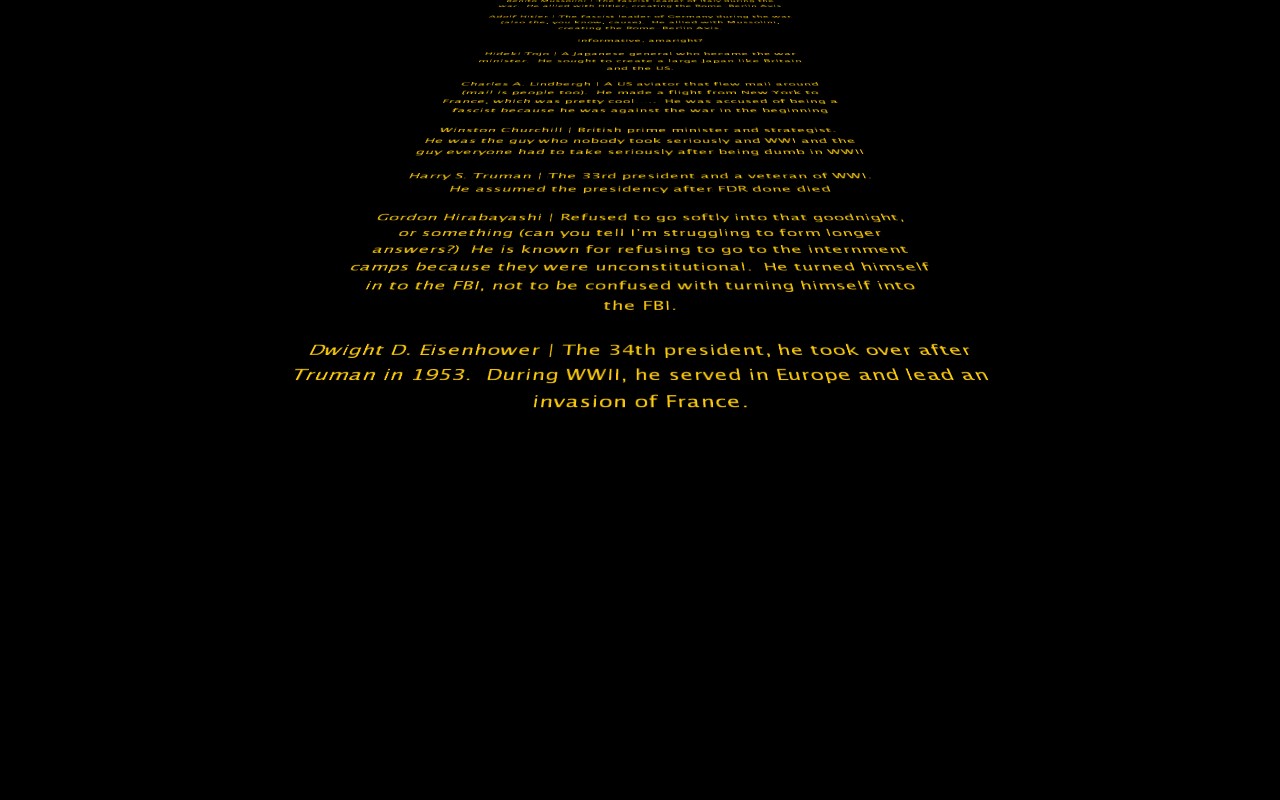 Benito Mussolini | The fascist leader of Italy during the
war. He allied with Hitler, creating the Rome-Berlin Axis
Adolf Hitler | The fascist leader of Germany during the war
(also the, you know, cause). He allied with Mussolini,
creating the Rome-Berlin Axis.
informative, amaright?
Hideki Tojo | A Japanese general who became the war
minister. He sought to create a large Japan like Britain
and the US.
Charles A. Lindbergh | A US aviator that flew mail around
(mail is people too). He made a flight from New York to
France, which was pretty cool ... He was accused of being a
fascist because he was against the war in the beginning
Winston Churchill | British prime minister and strategist.
He was the guy who nobody took seriously and WWI and the
guy everyone had to take seriously after being dumb in WWII
Harry S. Truman | The 33rd president and a veteran of WWI.
He assumed the presidency after FDR done died
Gordon Hirabayashi | Refused to go softly into that goodnight,
or something (can you tell I'm struggling to form longer
answers?) He is known for refusing to go to the internment
camps because they were unconstitutional. He turned himself
in to the FBI, not to be confused with turning himself into
the FBI.
Dwight D. Eisenhower | The 34th president, he took over after
Truman in 1953. During WWII, he served in Europe and lead an
invasion of France.